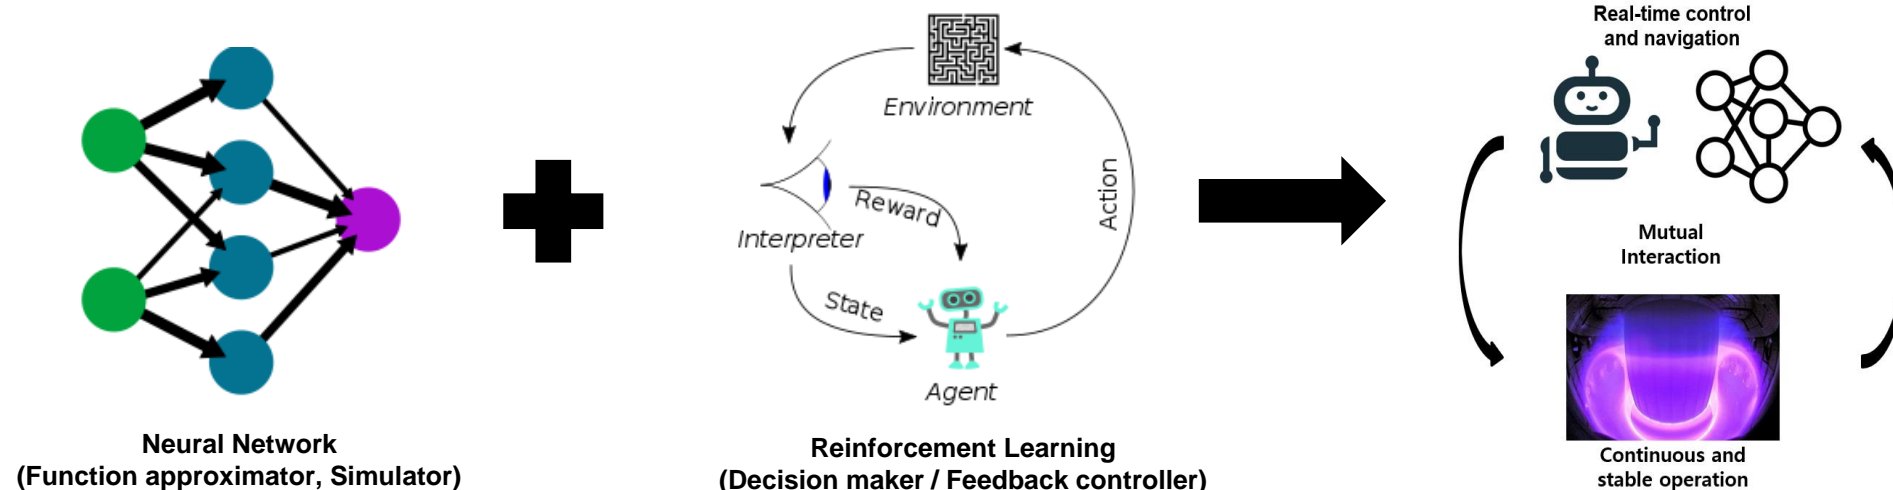 Neural Network
(Function approximator, Simulator)
Environment
Interpreter
Reward
State
Action
Agent
Reinforcement Learning
(Decision maker / Feedback controller)
Real-time control
and navigation
Mutual
Interaction
Continuous and
stable operation